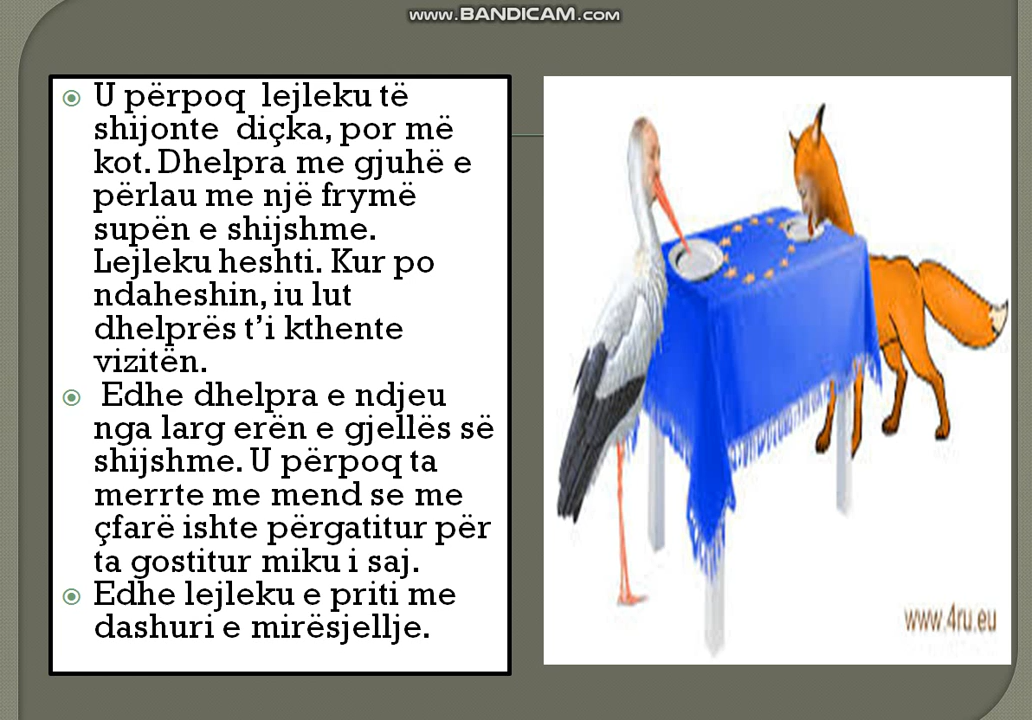 www.BANDICAM.com
U përpoq lejleku të
shijonte diçka, por më
kot. Dhelpra me gjuhë e
përlau me një frymë
supën e shijshme.
Lejleku heshti. Kur po
ndaheshin, iu lut
dhelprës t’i kthente
vizitën.
Edhe dhelpra e ndjeu
nga larg erën e gjellës së
shijshme. U përpoq ta
merrte me mend se me
çfarë ishte përgatitur për
ta gostitur miku i saj.
Edhe lejleku e priti me
dashuri e mirësjellje.
www.4ru.eu